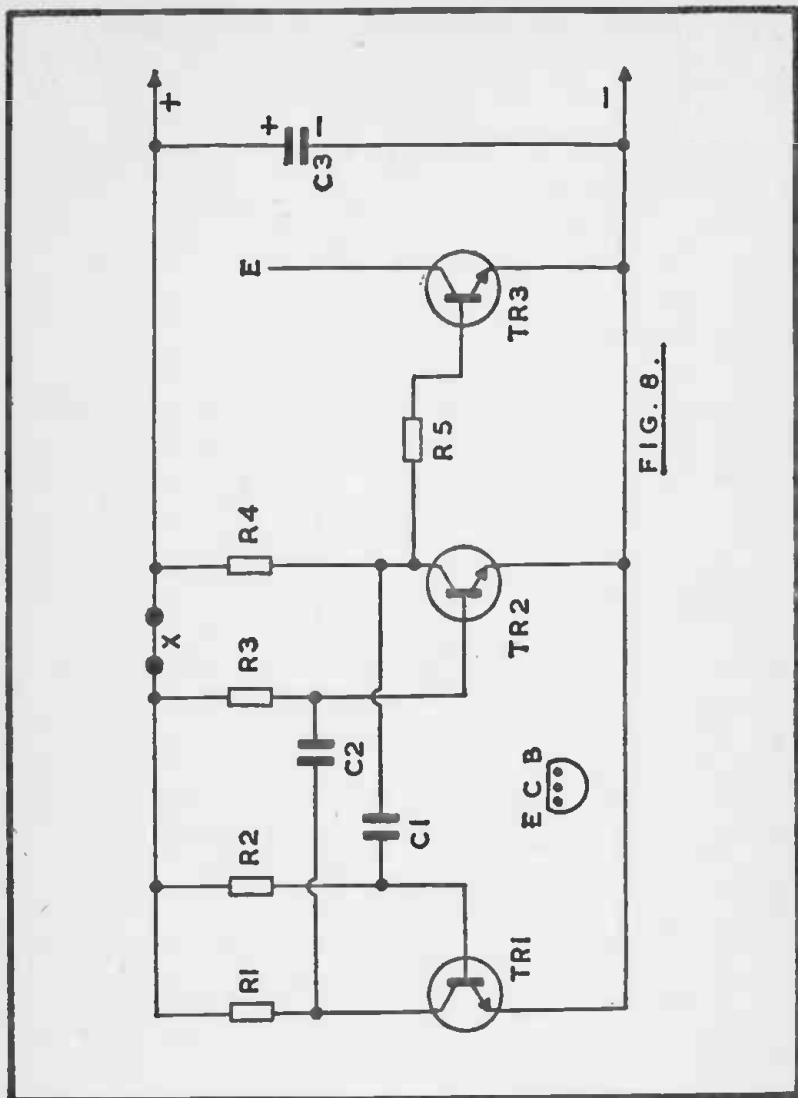 +
X
R1 R2 R3 R4 E
+
-
C3
C2
C1
R5
TR1 TR2 TR3
E C B
-
FIG. 8.